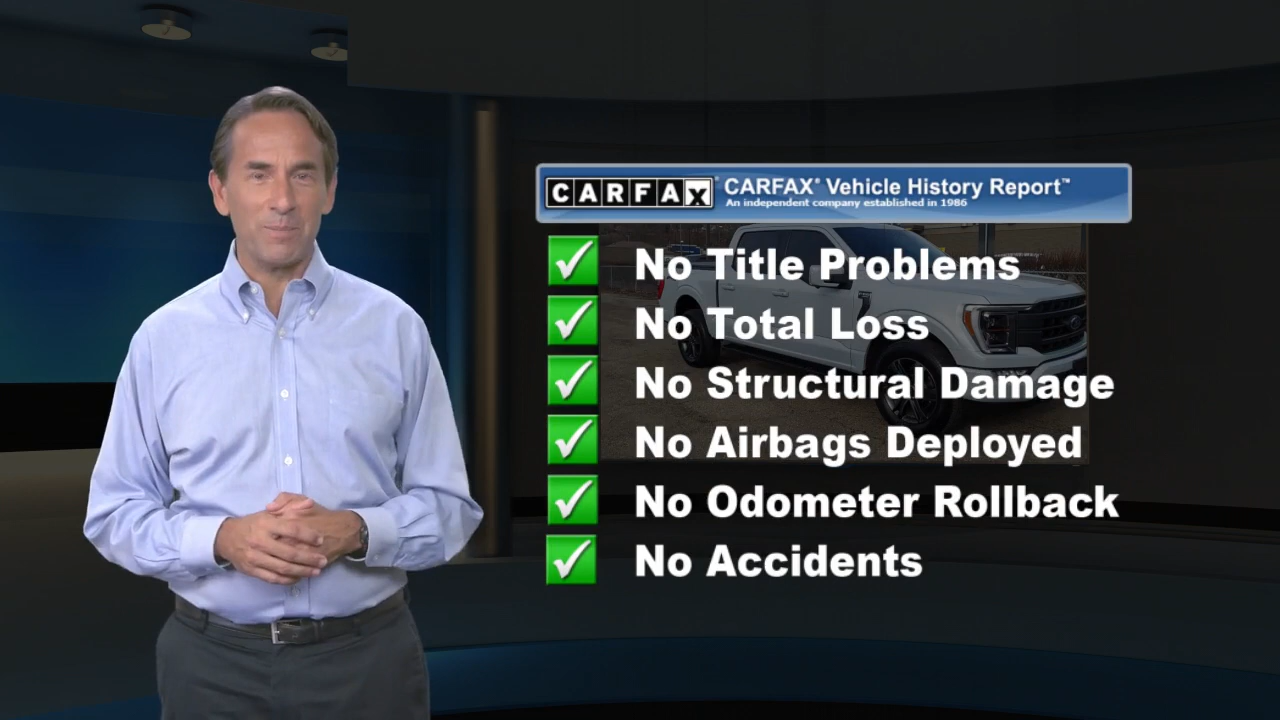 CARFAX® CARFAX® Vehicle History Report™
An independent company established in 1986
No Title Problems
No Total Loss
No Structural Damage
No Airbags Deployed
No Odometer Rollback
No Accidents